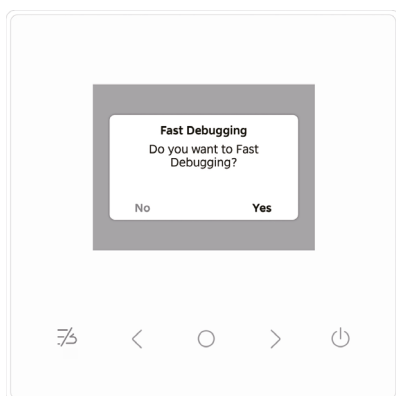 Fast Debugging
Do you want to Fast
Debugging?
No
Yes